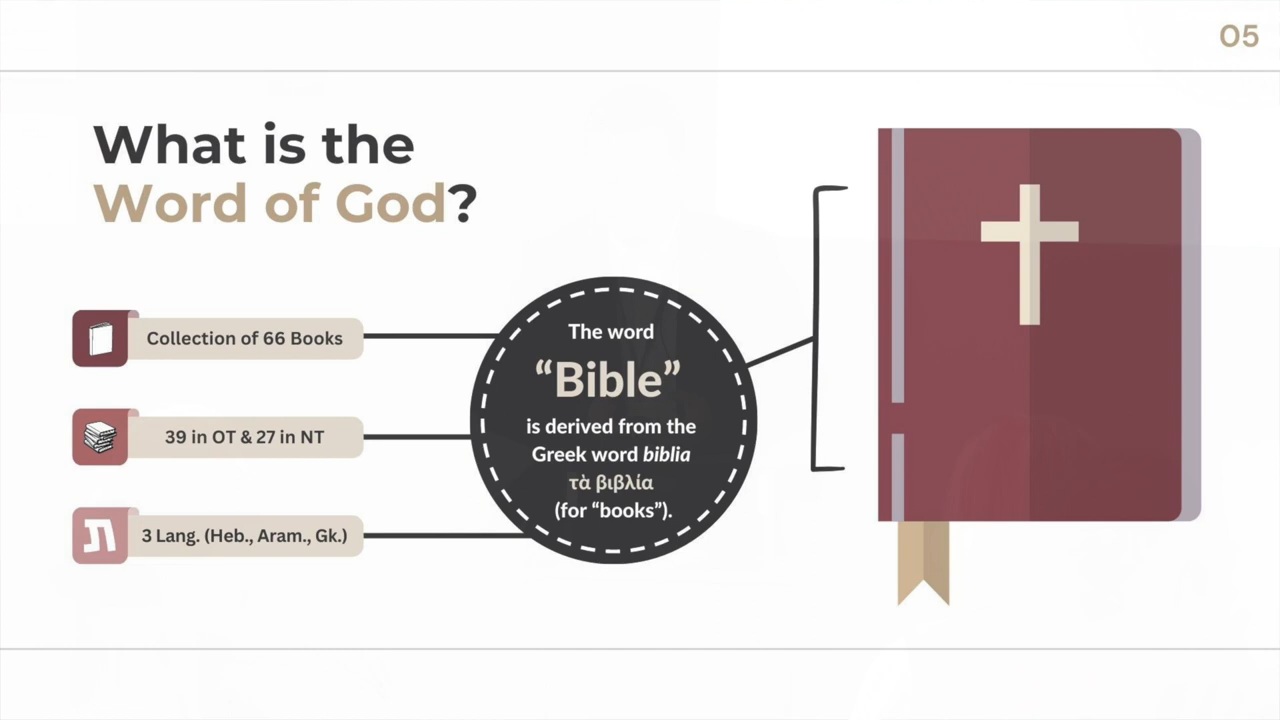 05
What is the
Word of God?
Collection of 66 Books
39 in OT & 27 in NT
ת
3 Lang. (Heb., Aram., Gk.)
The word
“Bible”
is derived from the
Greek word biblia
τὰ βιβλία
(for “books”).